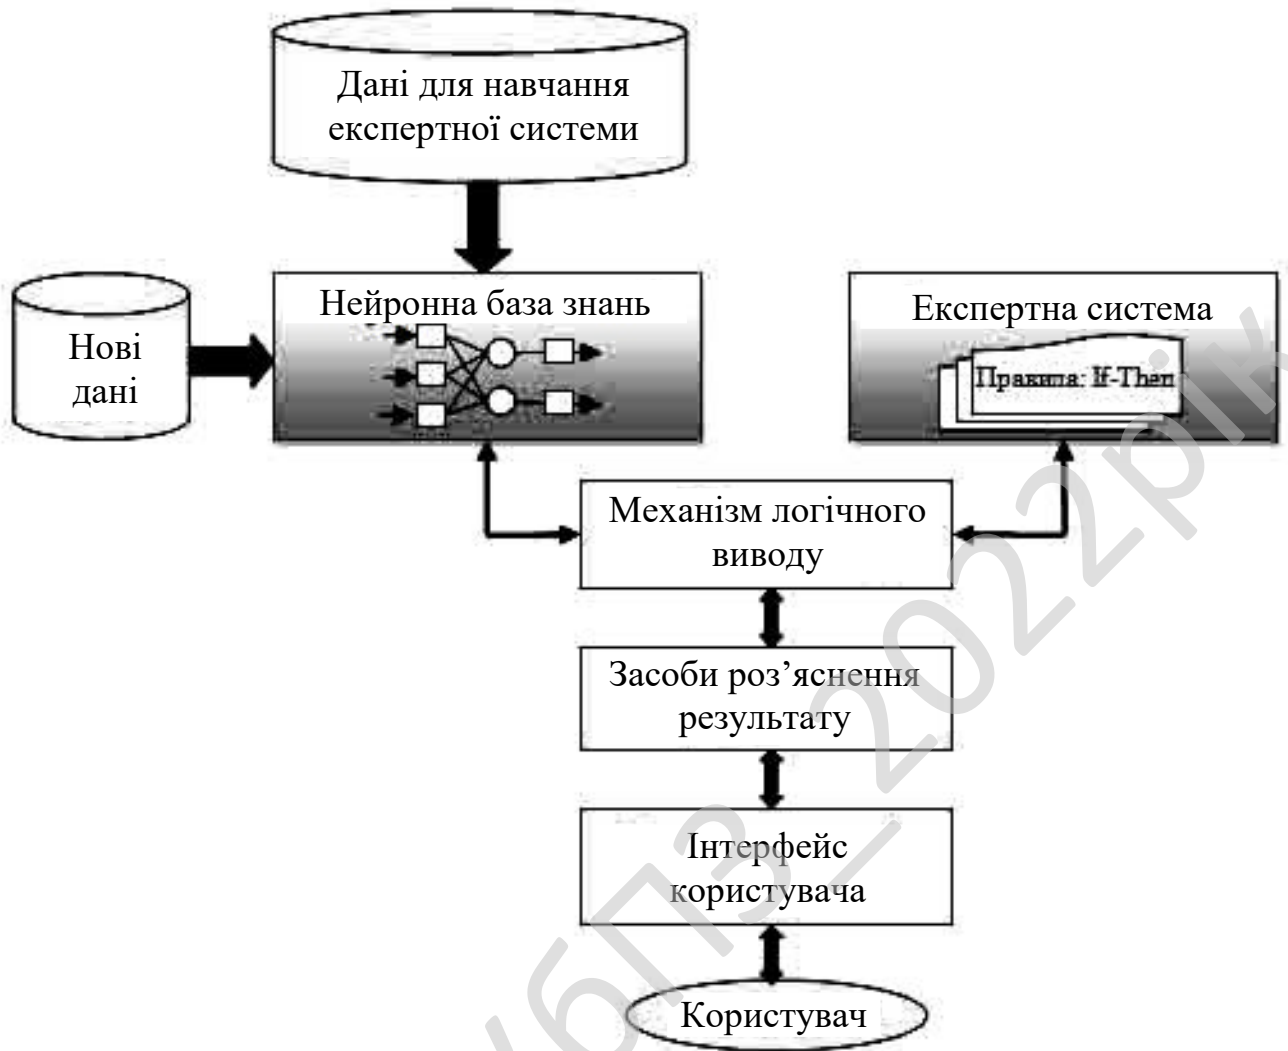 Дані для навчання
експертної системи
Нові
дані
Нейронна база знань
Експертна система
Правила: If-Then
Механізм логічного
виводу
Засоби роз’яснення
результату
Інтерфейс
користувача
Користувач
бПЗ_2022рік